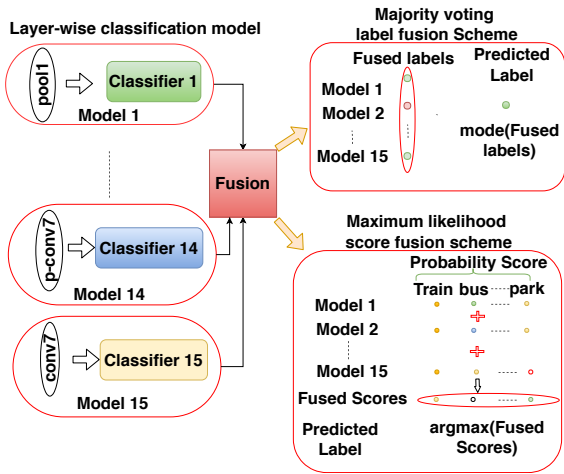 Layer-wise classification model
pool1
Classifier 1
Model 1
p-conv7
Classifier 14
Model 14
conv7
Classifier 15
Model 15
Fusion
Majority voting
label fusion Scheme
Fused labels
Predicted
Label
Model 1
Model 2
Model 15
mode(Fused
labels)
Maximum likelihood
score fusion scheme
Probability Score
Train bus ------ park
Model 1
Model 2
Model 15
Fused Scores
Predicted
Label
argmax(Fused
Scores)